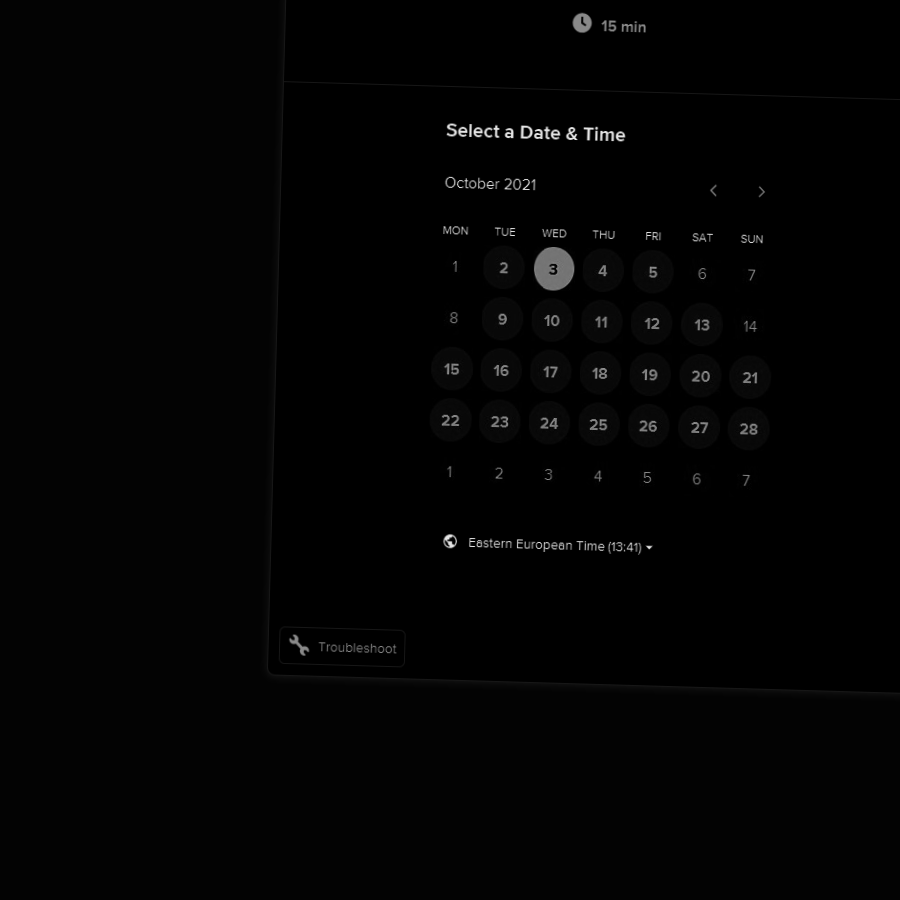 15 min
Select a Date & Time
October 2021
MON TUE WED THU FRI SAT SUN
1 2 3 4 5 6 7
8 9 10 11 12 13 14
15 16 17 18 19 20 21
22 23 24 25 26 27 28
1 2 3 4 5 6 7
Eastern European Time (13:41)
Troubleshoot